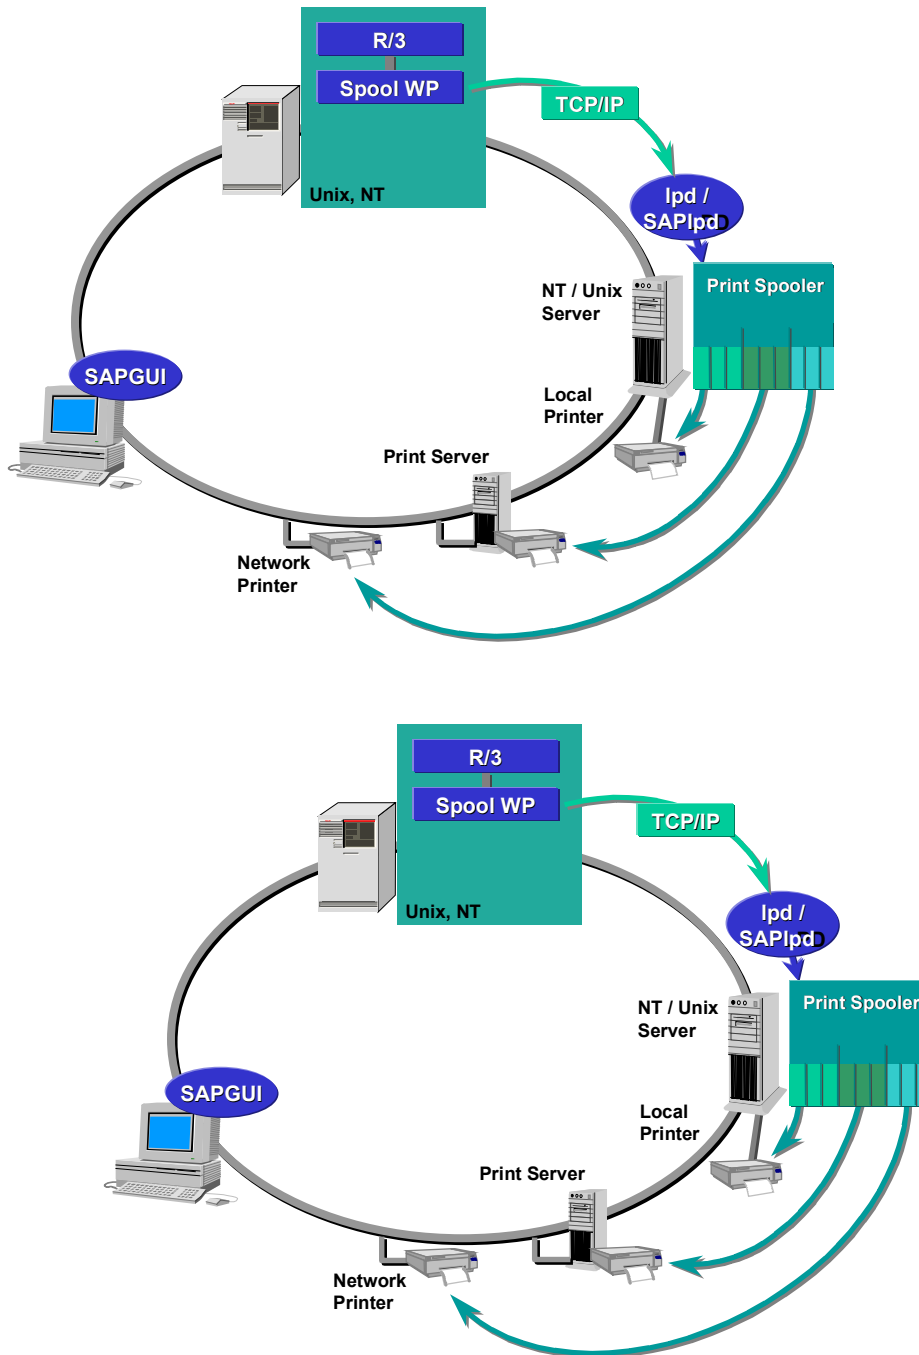 R/3
Spool WP
TCP/IP
Unix, NT
lpd /
SAPlpd
NT / Unix
Server
Print Spooler
SAPGUI
Local
Printer
Print Server
Network
Printer
R/3
Spool WP
TCP/IP
Unix, NT
lpd /
SAPlpd
NT / Unix
Server
Print Spooler
SAPGUI
Local
Printer
Print Server
Network
Printer